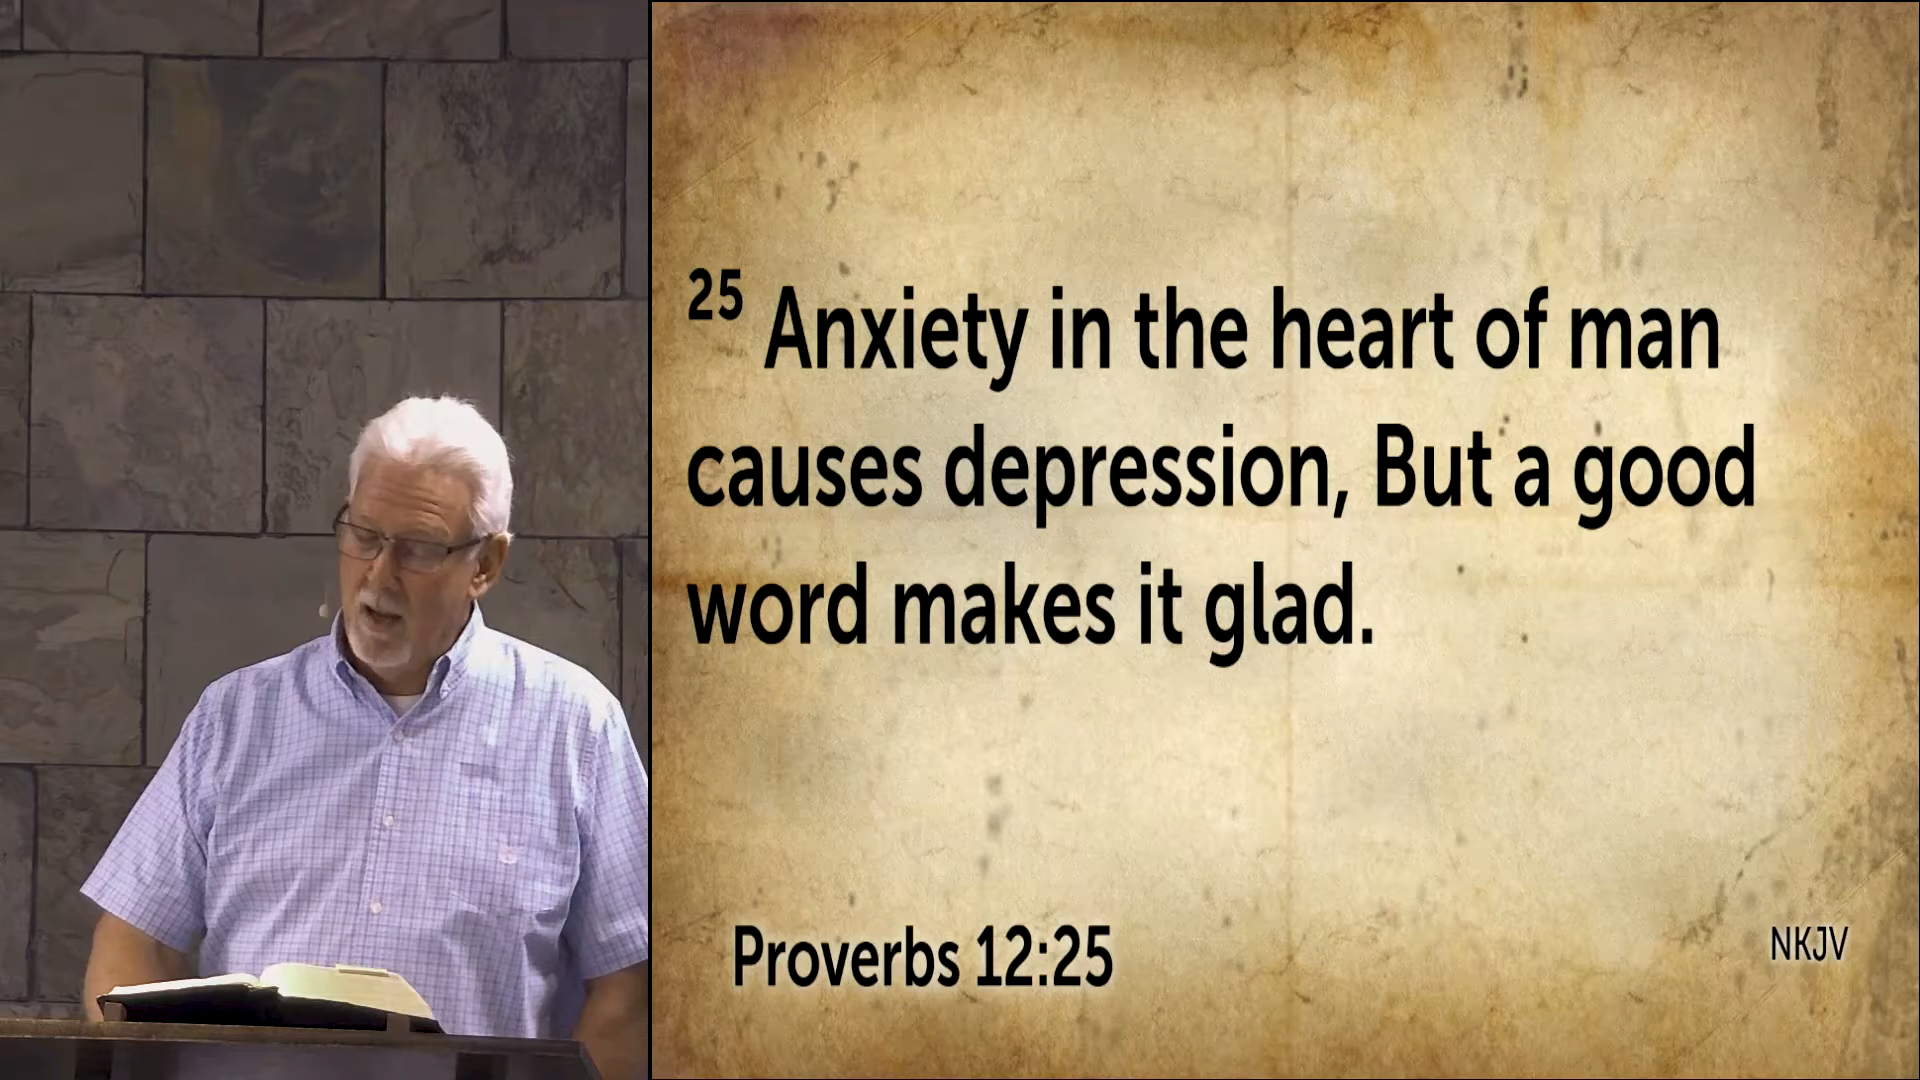 25 Anxiety in the heart of man
causes depression, But a good
word makes it glad.
Proverbs 12:25
NKJV